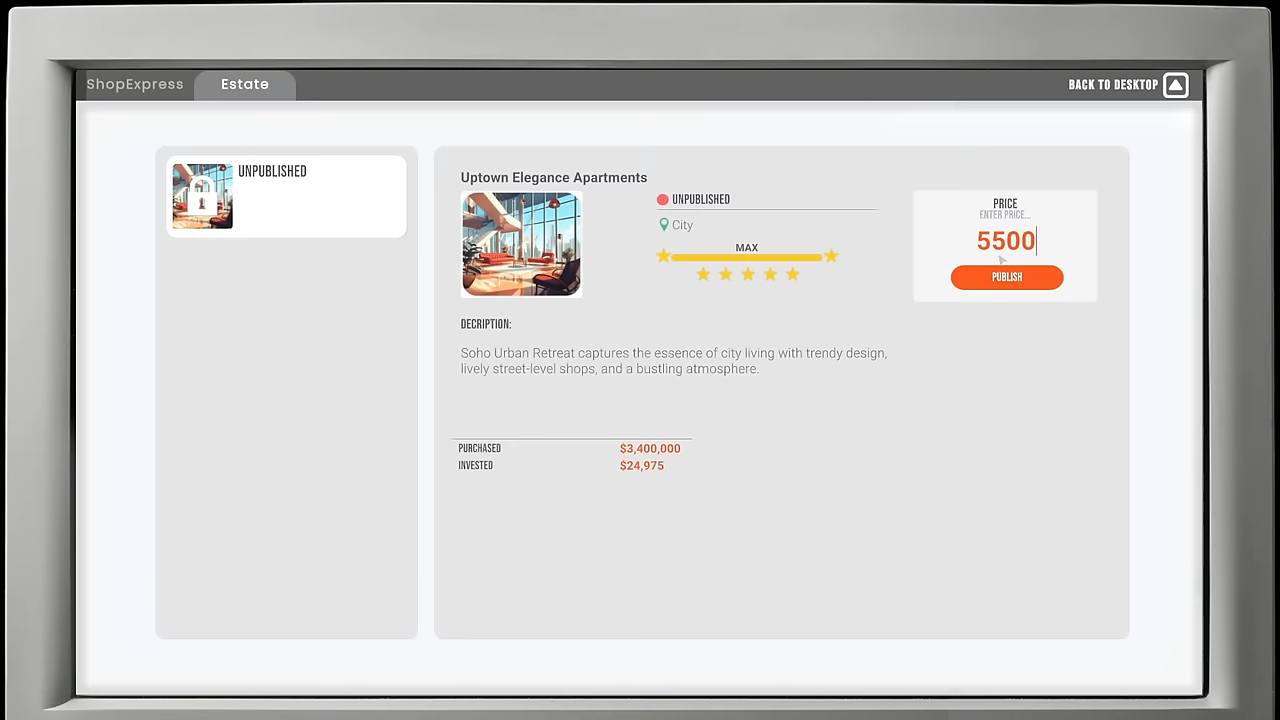 ShopExpress
Estate
BACK TO DESKTOP
UNPUBLISHED
Uptown Elegance Apartments
UNPUBLISHED
City
MAX
PRICE
ENTER PRICE...
5500
PUBLISH
DECRIPTION:
Soho Urban Retreat captures the essence of city living with trendy design,
lively street-level shops, and a bustling atmosphere.
PURCHASED $3,400,000
INVESTED $24,975